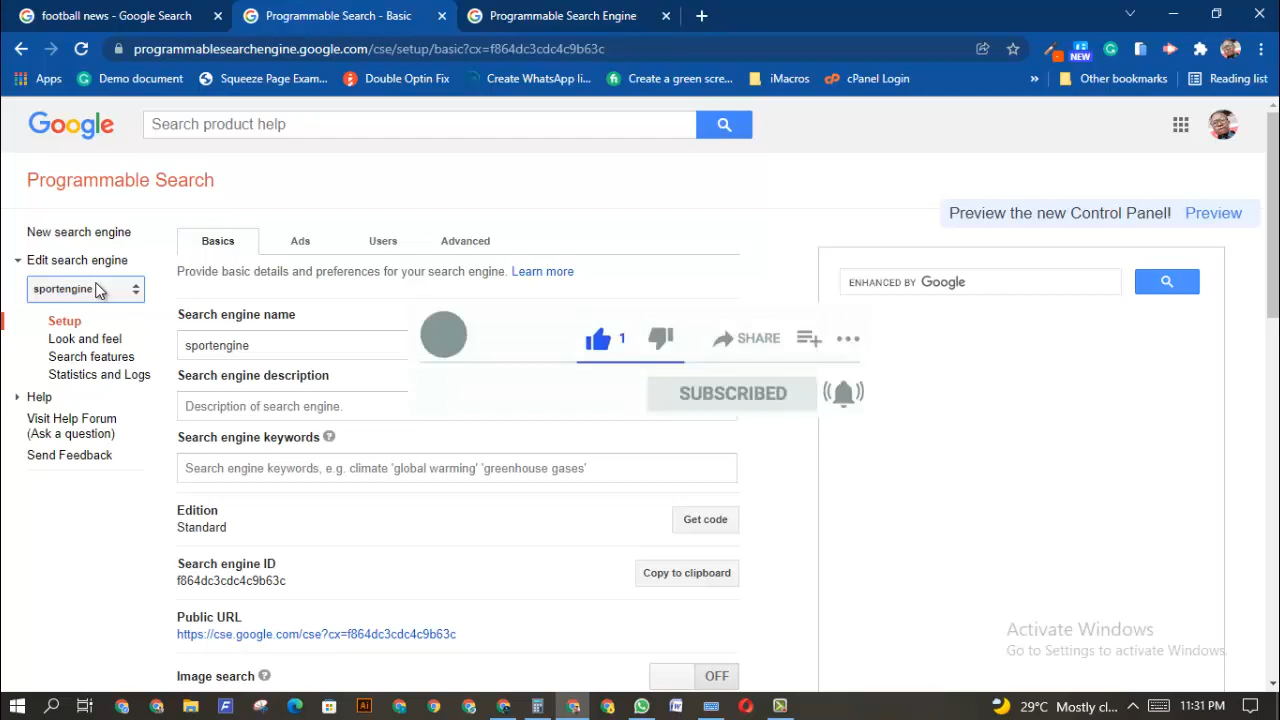 football news - Google Search
Programmable Search - Basic
Programmable Search Engine
programmablesearchengine.google.com/cse/setup/basic?cx=f864dc3cdc4c9b63c
NEW
Apps
Demo document
Squeeze Page Exam...
Double Optin Fix
Create WhatsApp li...
Create a green scre...
iMacros
cPanel Login
»
Other bookmarks
Reading list
Google
Search product help
Programmable Search
Preview the new Control Panel! Preview
New search engine
Edit search engine
sportengine
Setup
Look and feel
Search features
Statistics and Logs
Help
Visit Help Forum
(Ask a question)
Send Feedback
Basics
Ads
Users
Advanced
Provide basic details and preferences for your search engine. Learn more
Search engine name
sportengine
Search engine description
Description of search engine.
Search engine keywords
Search engine keywords, e.g. climate 'global warming' 'greenhouse gases'
Edition
Standard
Get code
Search engine ID
f864dc3cdc4c9b63c
Copy to clipboard
Public URL
https://cse.google.com/cse?cx=f864dc3cdc4c9b63c
Image search
OFF
ENHANCED BY Google
1
SHARE
SUBSCRIBED
Activate Windows
Go to Settings to activate Windows.
29°C Mostly cl...
11:31 PM